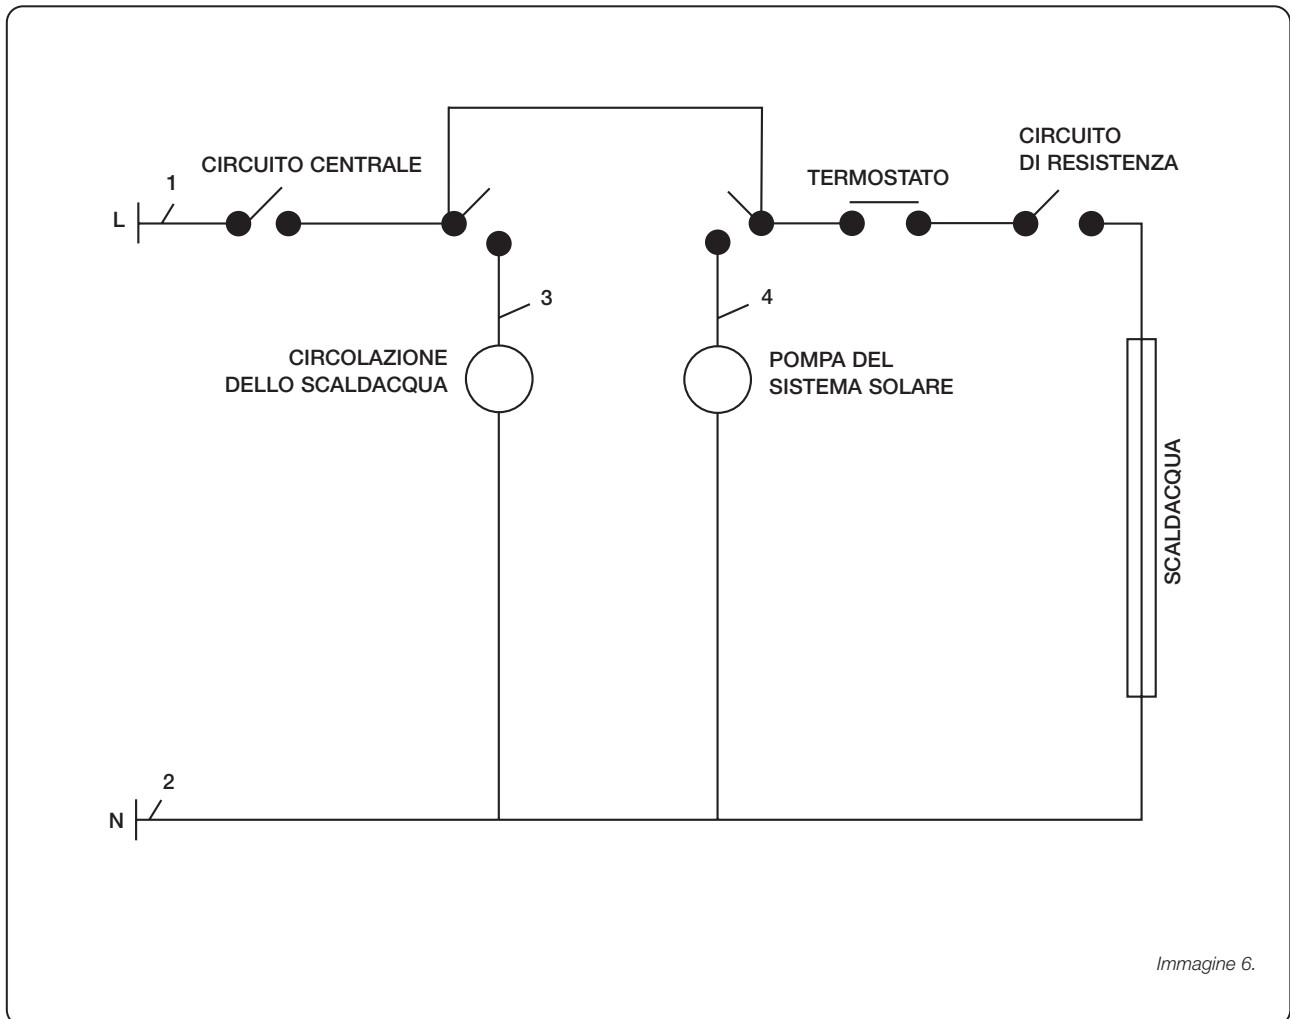 CIRCUITO
DI RESISTENZA
CIRCUITO CENTRALE
TERMOSTATO
1
L
3
4
CIRCOLAZIONE
DELLO SCALDACQUA
POMPA DEL
SISTEMA SOLARE
SCALDACQUA
2
N
Immagine 6.